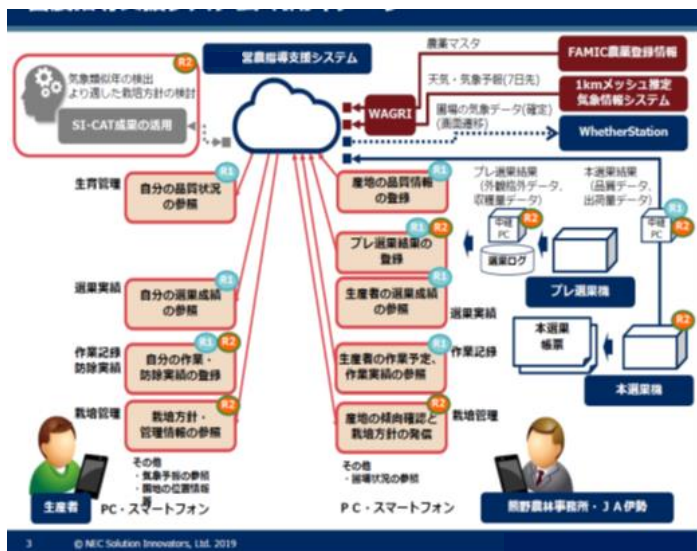 営農指導支援システム
農薬マスタ
FAMIC農薬登録情報
R2
気象類似年の検出
より適した栽培方針の検討
SI-CAT成果の活用
天気・気象予報(7日先)
WAGRI
1kmメッシュ推定
気象情報システム
圃場の気象データ(確定)
(画面遷移)
WhetherStation
生育管理
R1
自分の品質状況
の参照
R1
産地の品質情報
の登録
プレ選果結果
(外観格外データ、
収穫量データ)
本選果結果
(品質データ、
出荷量データ)
R1
R2
中継
PC
R2
中継
PC
選果ログ
プレ選果機
R1
R2
プレ選果結果の
登録
選果実績
R1
自分の選果成績
の参照
R1
生産者の選果成績
の参照
選果実績
本選果
帳票
R2
本選果機
作業記録
防除実績
R1
R2
自分の作業・
防除実績の登録
R1
生産者の作業予定、
作業実績の参照
作業記録
栽培管理
R2
栽培方針・
管理情報の参照
R2
産地の傾向確認と
栽培方針の発信
栽培管理
その他
・気象予報の参照
・園地の位置情報
等
その他
・圃場状況の参照
生産者
PC・スマートフォン
PC・スマートフォン
熊野農林事務所・JA伊勢
3
© NEC Solution Innovators, Ltd. 2019